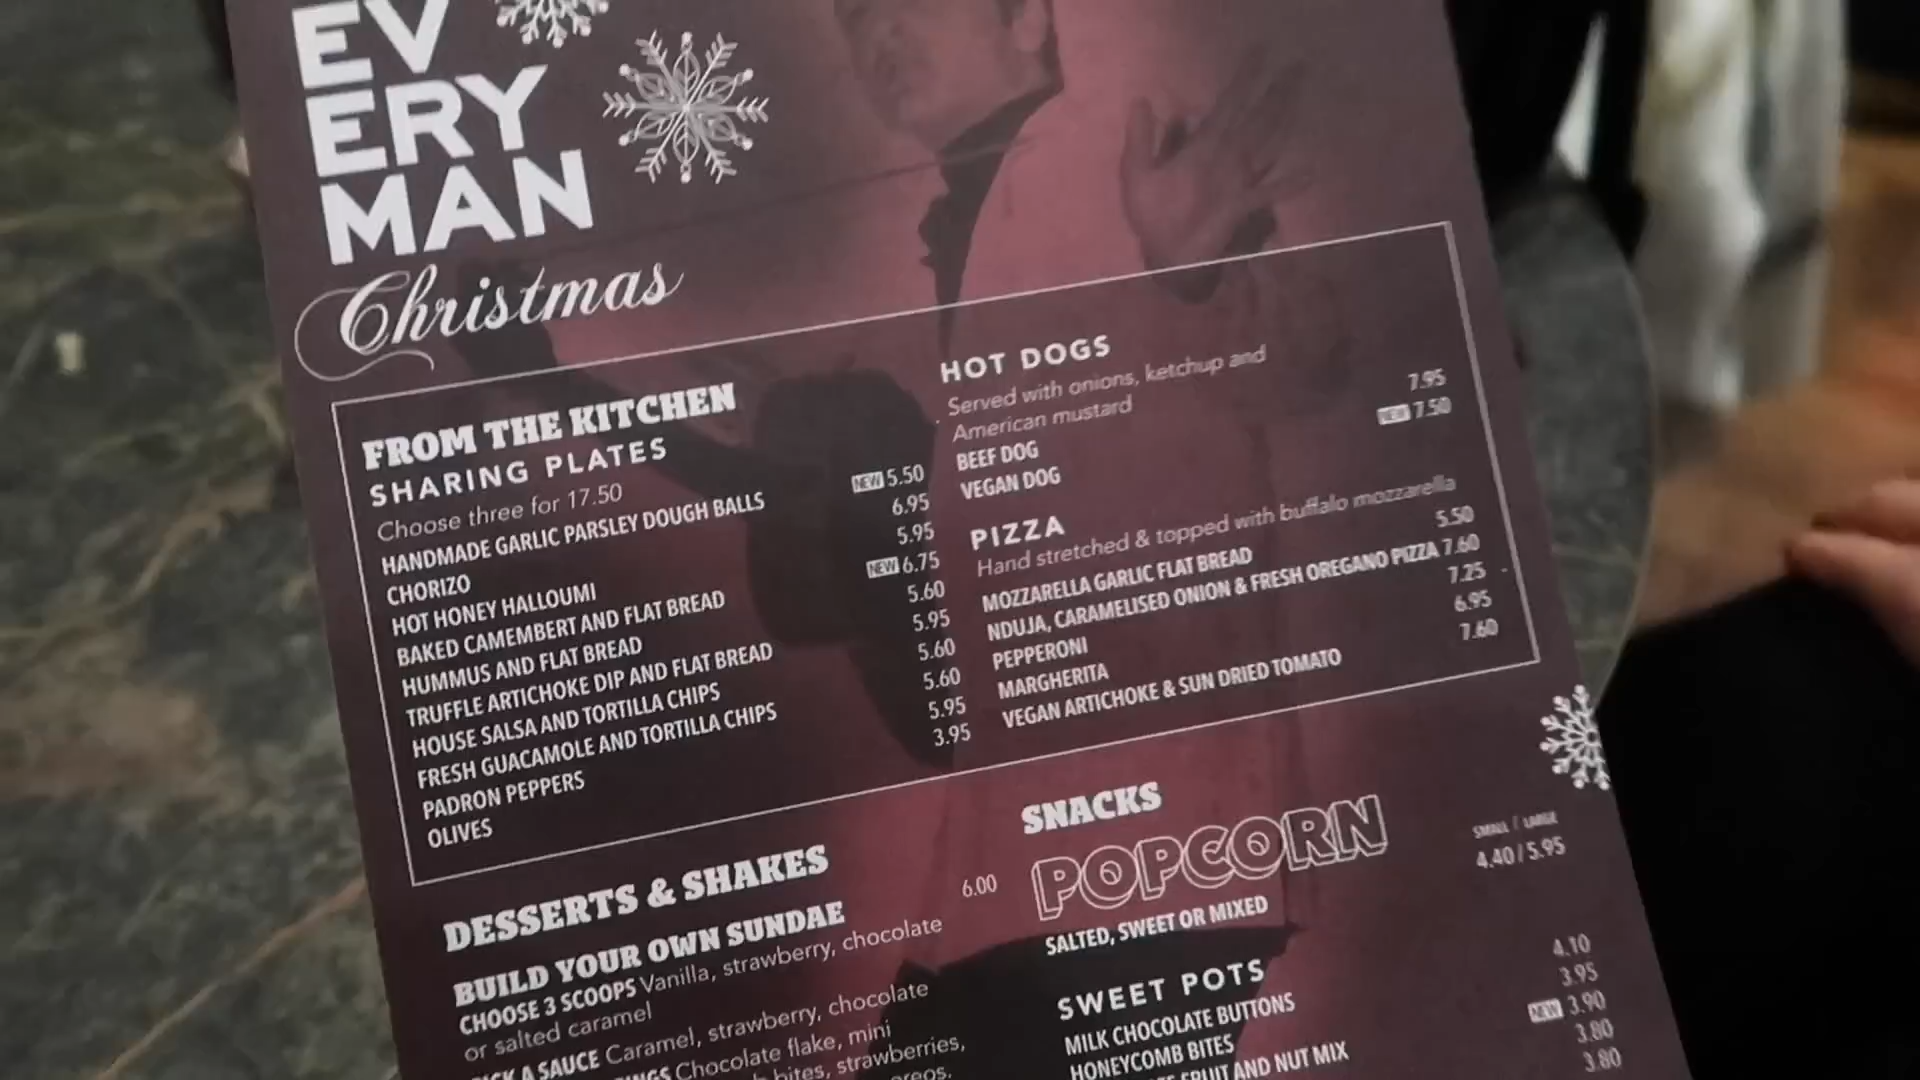 EV
ERY
MAN
Christmas
FROM THE KITCHEN
SHARING PLATES
Choose three for 17.50
HANDMADE GARLIC PARSLEY DOUGH BALLS NEW 5.50
CHORIZO 6.95
HOT HONEY HALLOUMI 5.95
BAKED CAMEMBERT AND FLAT BREAD NEW 6.75
HUMMUS AND FLAT BREAD 5.60
TRUFFLE ARTICHOKE DIP AND FLAT BREAD 5.95
HOUSE SALSA AND TORTILLA CHIPS 5.60
FRESH GUACAMOLE AND TORTILLA CHIPS 5.60
PADRON PEPPERS 5.95
OLIVES 3.95
HOT DOGS
Served with onions, ketchup and
American mustard
BEEF DOG 7.95
VEGAN DOG NEW 7.50
PIZZA
Hand stretched & topped with buffalo mozzarella
MOZZARELLA GARLIC FLAT BREAD 5.50
NDUJA, CARAMELISED ONION & FRESH OREGANO PIZZA 7.60
PEPPERONI 7.25
MARGHERITA 6.95
VEGAN ARTICHOKE & SUN DRIED TOMATO 7.60
DESSERTS & SHAKES
BUILD YOUR OWN SUNDAE 6.00
CHOOSE 3 SCOOPS Vanilla, strawberry, chocolate
or salted caramel
A SAUCE Caramel, strawberry, chocolate
Chocolate flake, mini
bites, strawberries,
SNACKS
POPCORN SMALL / LARGE
SALTED, SWEET OR MIXED 4.40 / 5.95
SWEET POTS
MILK CHOCOLATE BUTTONS 4.10
HONEYCOMB BITES 3.95
FRUIT AND NUT MIX NEW 3.90
3.80
3.80